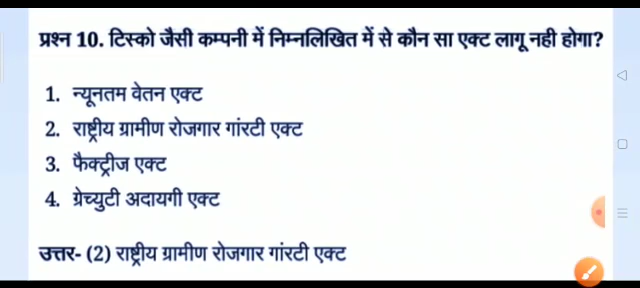 प्रश्न 10. टिस्को जैसी कम्पनी में निम्नलिखित में से कौन सा एक्ट लागू नही होगा?
1. न्यूनतम वेतन एक्ट
2. राष्ट्रीय ग्रामीण रोजगार गांरटी एक्ट
3. फैक्ट्रीज एक्ट
4. ग्रेच्युटी अदायगी एक्ट
उत्तर- (2) राष्ट्रीय ग्रामीण रोजगार गांरटी एक्ट